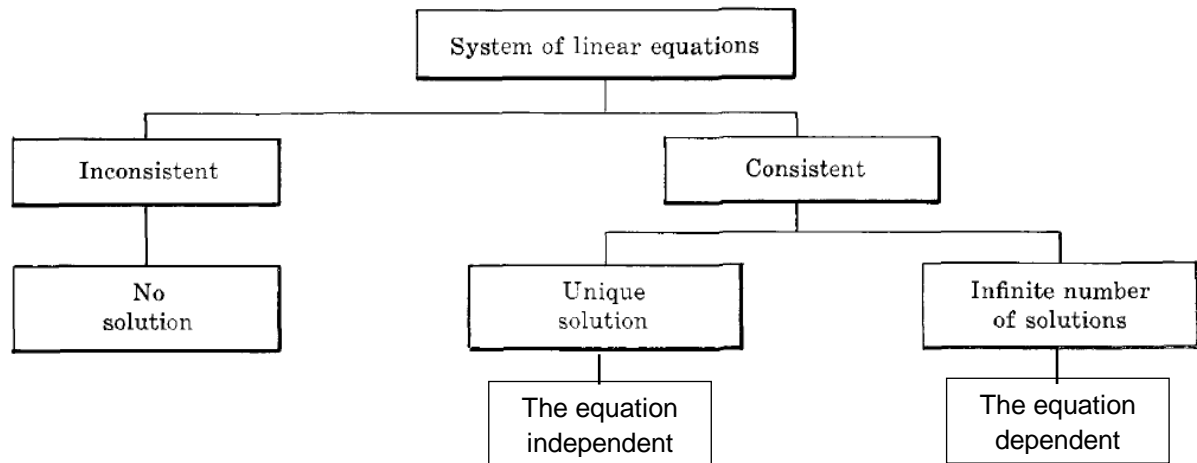 System of linear equations
Inconsistent
Consistent
No
solution
Unique
solution
Infinite number
of solutions
The equation
independent
The equation
dependent